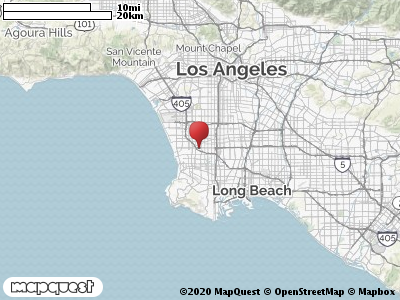 10mi
20km
101
Agoura Hills
San Vicente
Mountain
Mount Chapel
Los Angeles
405
5
Long Beach
405
mapquest
©2020 MapQuest © OpenStreetMap © Mapbox